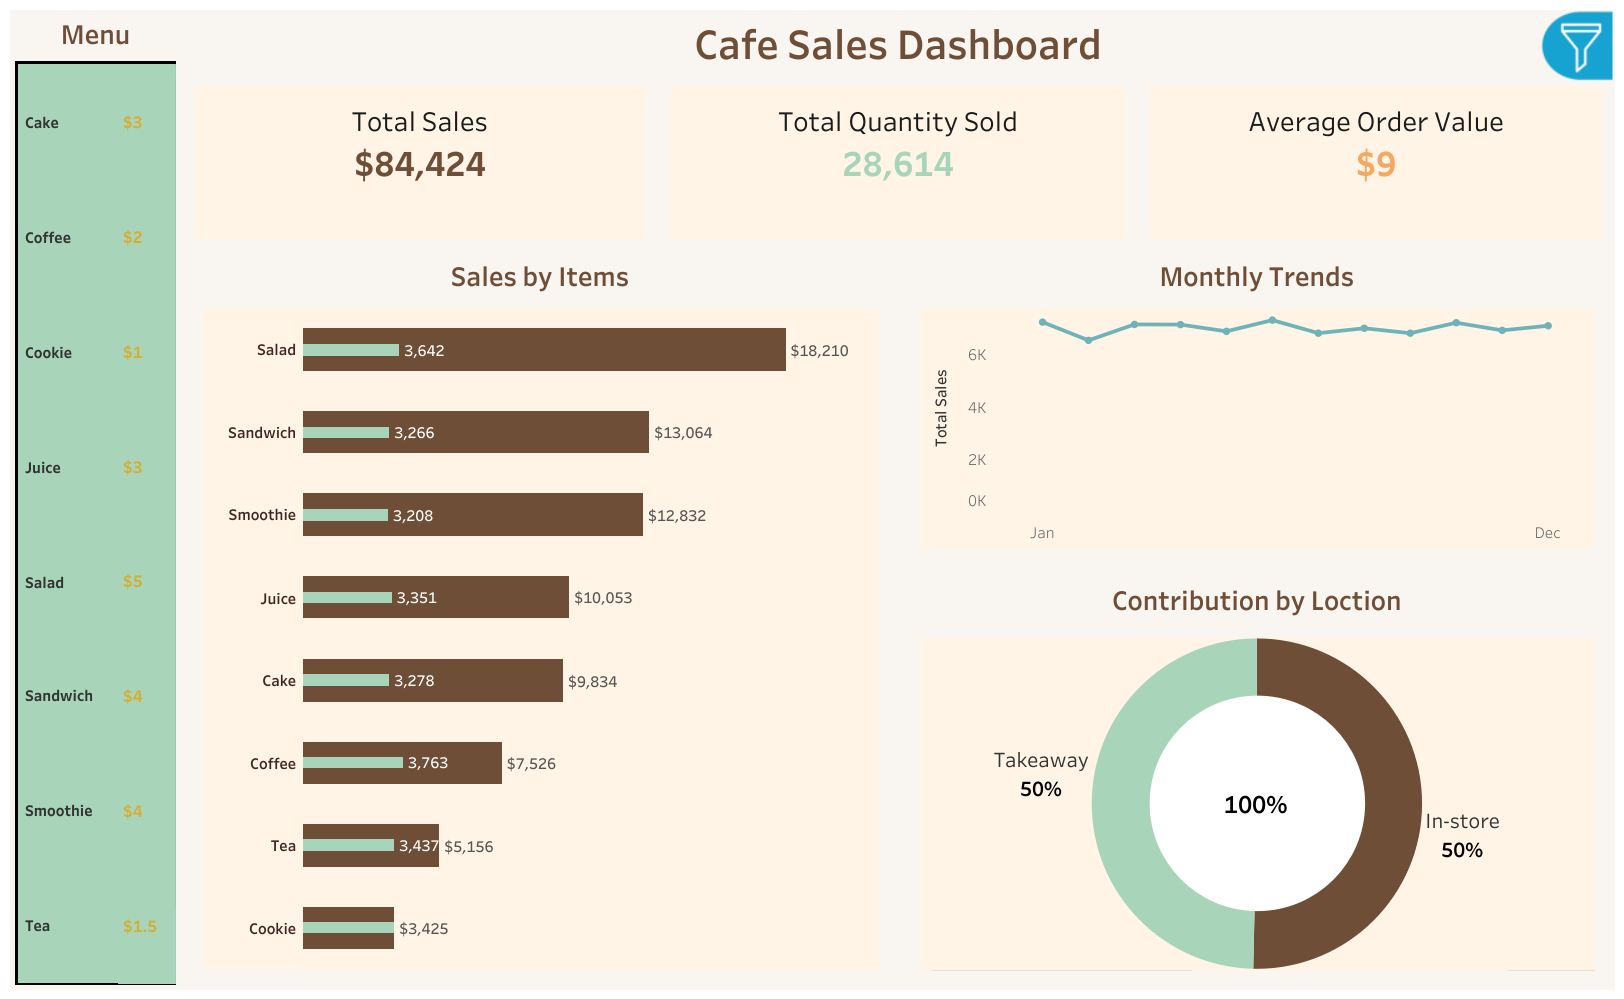 Menu
Cake $3
Coffee $2
Cookie $1
Juice $3
Salad $5
Sandwich $4
Smoothie $4
Tea $1.5
Cafe Sales Dashboard
Total Sales
$84,424
Total Quantity Sold
28,614
Average Order Value
$9
Sales by Items
Salad 3,642 $18,210
Sandwich 3,266 $13,064
Smoothie 3,208 $12,832
Juice 3,351 $10,053
Cake 3,278 $9,834
Coffee 3,763 $7,526
Tea 3,437 $5,156
Cookie $3,425
Monthly Trends
Total Sales
6K
4K
2K
0K
Jan Dec
Contribution by Loction
Takeaway
50%
100%
In-store
50%